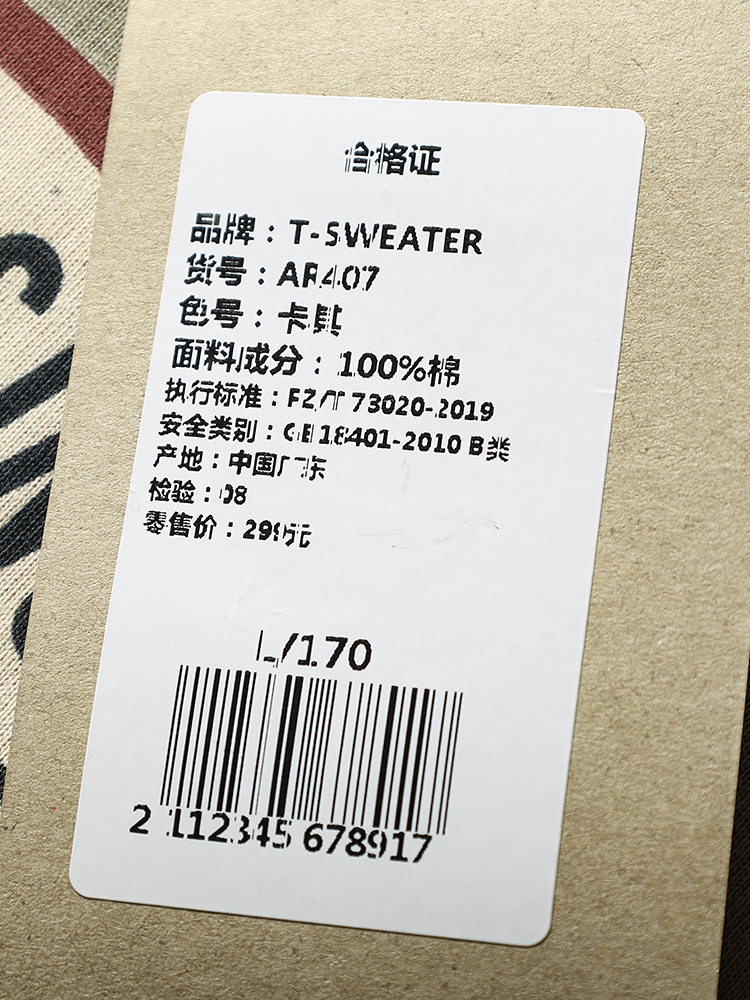 合格证
品牌：T-SWEATER
货号：AR407
色号：卡其
面料成分：100%棉
执行标准：FZ/T 73020-2019
安全类别：GB18401-2010 B类
产地：中国广东
检验：08
零售价：299元
L/170
2 112345 678917